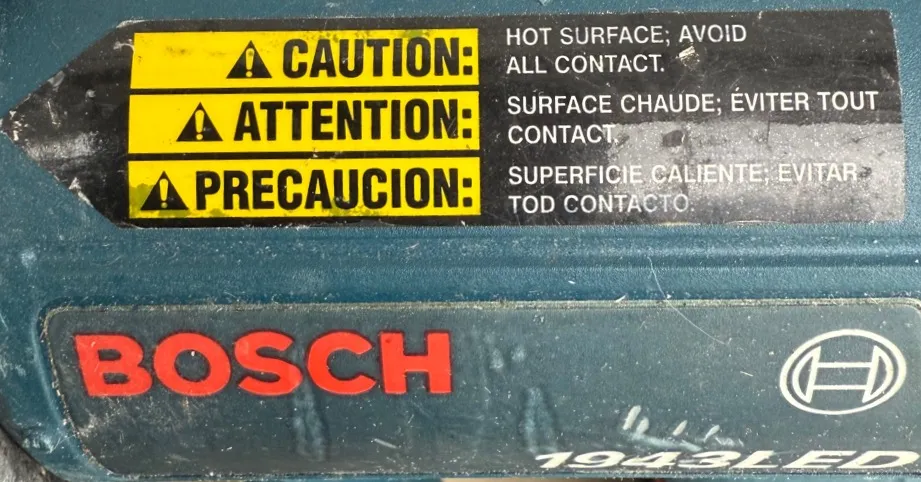 CAUTION: HOT SURFACE; AVOID
ALL CONTACT.
ATTENTION: SURFACE CHAUDE; ÉVITER TOUT
CONTACT.
PRECAUCION: SUPERFICIE CALIENTE; EVITAR
TOD CONTACTO.
BOSCH
1943LED